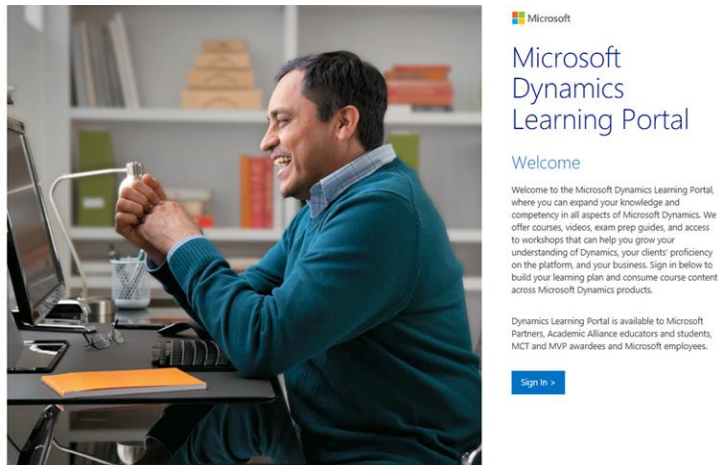 Microsoft
Microsoft
Dynamics
Learning Portal
Welcome
Welcome to the Microsoft Dynamics Learning Portal,
where you can expand your knowledge and
competency in all aspects of Microsoft Dynamics. We
offer courses, videos, exam prep guides, and access
to workshops that can help you grow your
understanding of Dynamics, your clients' proficiency
on the platform, and your business. Sign in below to
build your learning plan and consume course content
across Microsoft Dynamics products.
Dynamics Learning Portal is available to Microsoft
Partners, Academic Alliance educators and students,
MCT and MVP awardees and Microsoft employees.
Sign In >